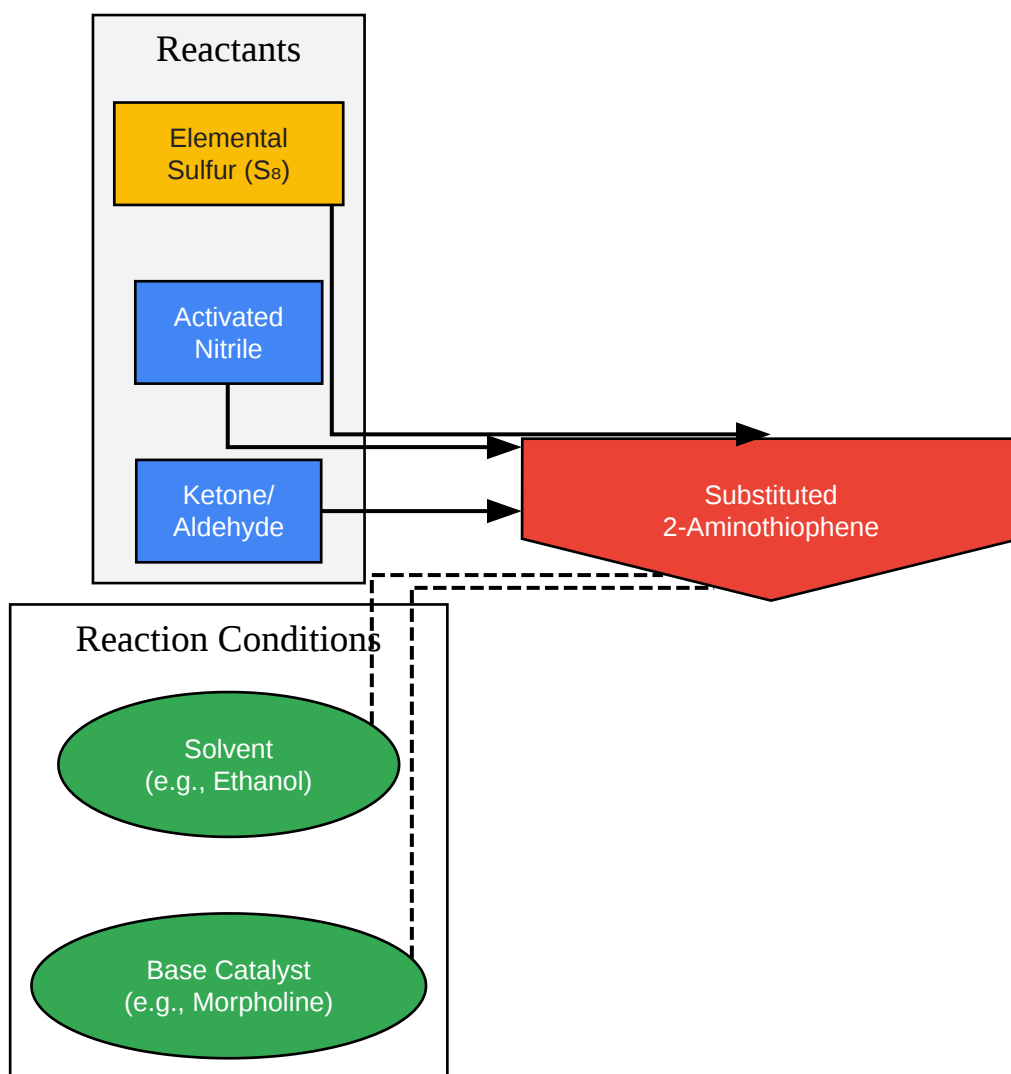 Reactants
Elemental
Sulfur (S₈)
Activated
Nitrile
Ketone/
Aldehyde
Substituted
2-Aminothiophene
Reaction Conditions
Solvent
(e.g., Ethanol)
Base Catalyst
(e.g., Morpholine)